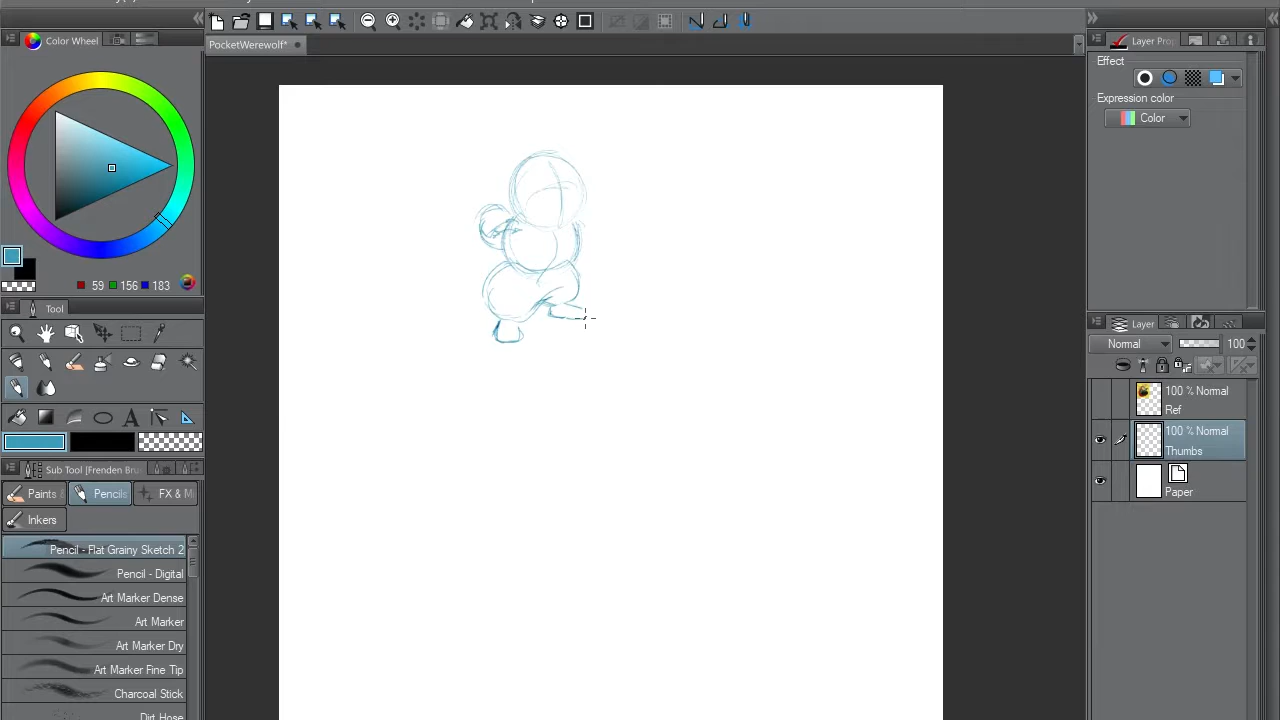 PocketWerewolf*
Color Wheel
59 156 183
Tool
Sub Tool [Frenden Bru
Paints &
Pencils
FX & M
Inkers
Pencil - Flat Grainy Sketch 2
Pencil - Digital
Art Marker Dense
Art Marker
Art Marker Dry
Art Marker Fine Tip
Charcoal Stick
Dirt Hose
Layer Prop
Effect
Expression color
Color
Layer
Normal 100
100 % Normal
Ref
100 % Normal
Thumbs
100 % Normal
Paper